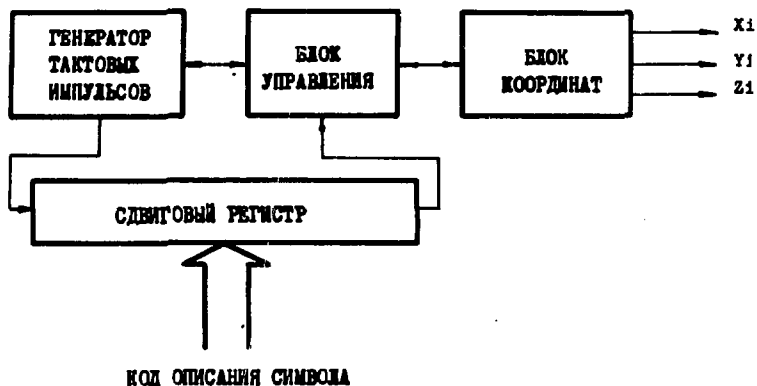 ГЕНЕРАТОР
ТАКТОВЫХ
ИМПУЛЬСОВ
БЛОК
УПРАВЛЕНИЯ
БЛОК
КООРДИНАТ
Xi
Yi
Zi
СДВИГОВЫЙ РЕГИСТР
КОД ОПИСАНИЯ СИМВОЛА